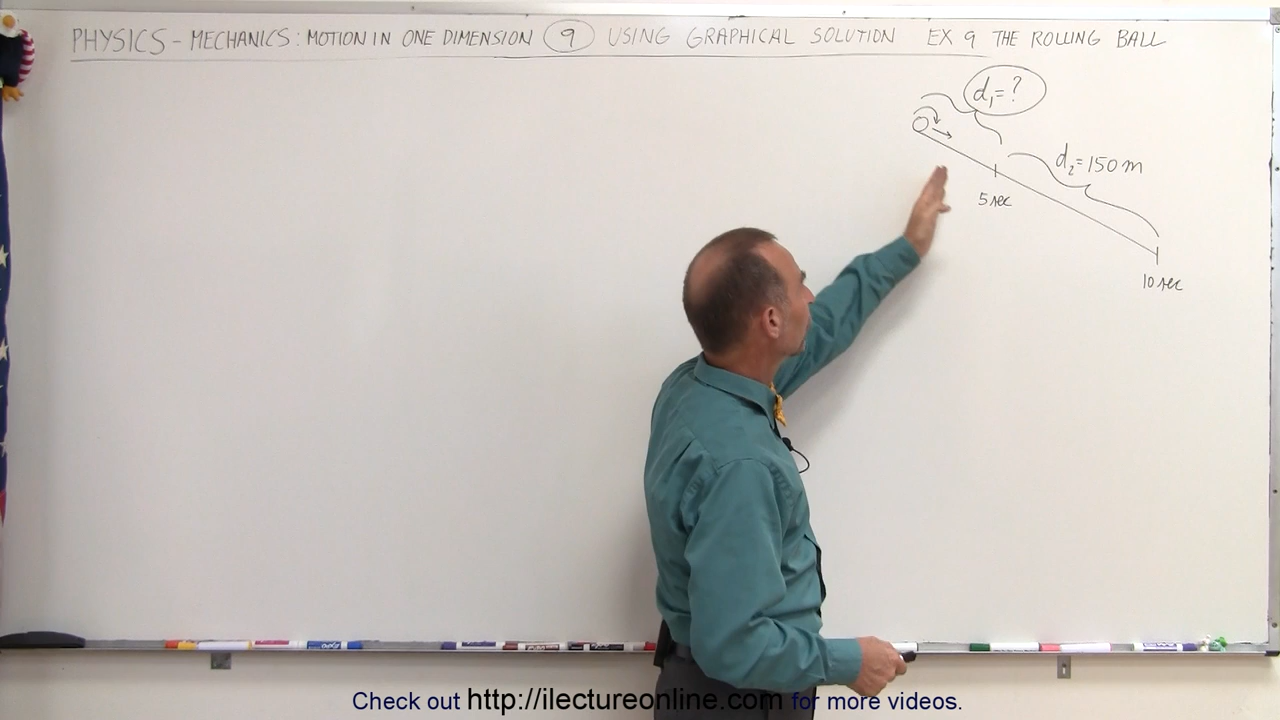 PHYSICS - MECHANICS: MOTION IN ONE DIMENSION 9 USING GRAPHICAL SOLUTION EX 9 THE ROLLING BALL
d₁=?
d₂=150m
5 sec
10 sec
Check out http://ilectureonline.com for more videos.